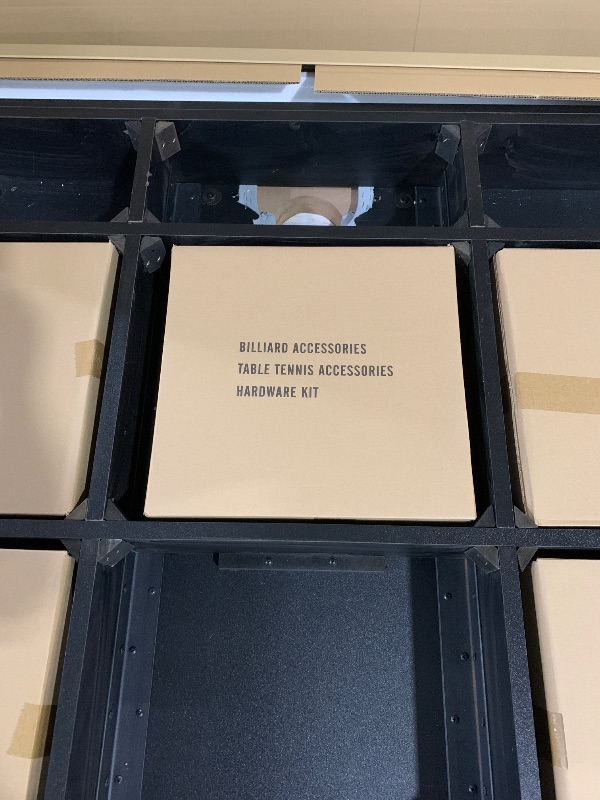 BILLIARD ACCESSORIES
TABLE TENNIS ACCESSORIES
HARDWARE KIT